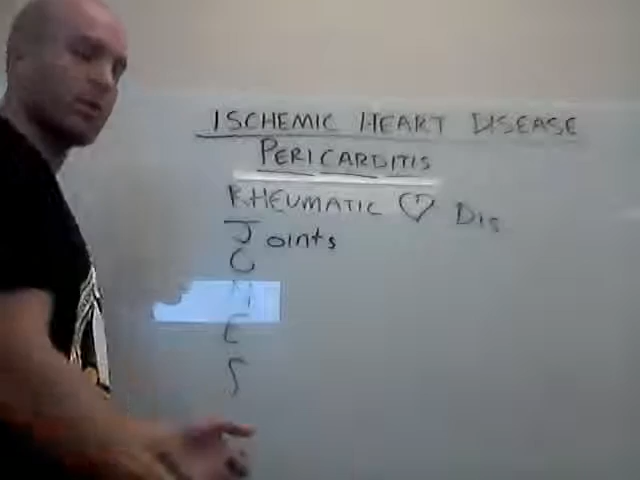 ISCHEMIC HEART DISEASE
PERICARDITIS
RHEUMATIC ♡ Dis
Joints
O
N
E
S